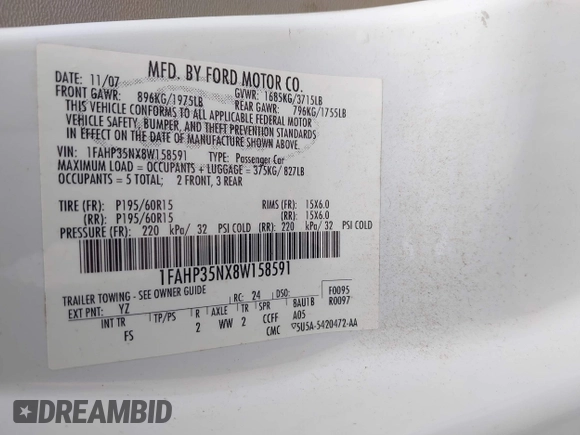 MFD. BY FORD MOTOR CO.
DATE: 11/07 GVWR: 1685KG/3715LB
FRONT GAWR: 896KG/1975LB REAR GAWR: 796KG/1755LB
THIS VEHICLE CONFORMS TO ALL APPLICABLE FEDERAL MOTOR
VEHICLE SAFETY, BUMPER, AND THEFT PREVENTION STANDARDS
IN EFFECT ON THE DATE OF MANUFACTURE SHOWN ABOVE.
VIN: 1FAHP35NX8W158591 TYPE: Passenger Car
MAXIMUM LOAD = OCCUPANTS + LUGGAGE = 375KG/827LB
OCCUPANTS = 5 TOTAL; 2 FRONT, 3 REAR
TIRE (FR): P195/60R15 RIMS (FR): 15X6.0
(RR): P195/60R15 (RR): 15X6.0
PRESSURE (FR): 220 kPa/ 32 PSI COLD (RR): 220 kPa/ 32 PSI COLD
1FAHP35NX8W158591
TRAILER TOWING - SEE OWNER GUIDE F0095
EXT PNT: YZ RC: 24 DSO: R0097
INT TR TP/PS R AXLE TR SPR BAU1B
FS 2 WW 2 CCFF A05
CMC 5U5A-5420472-AA
DREAMBID